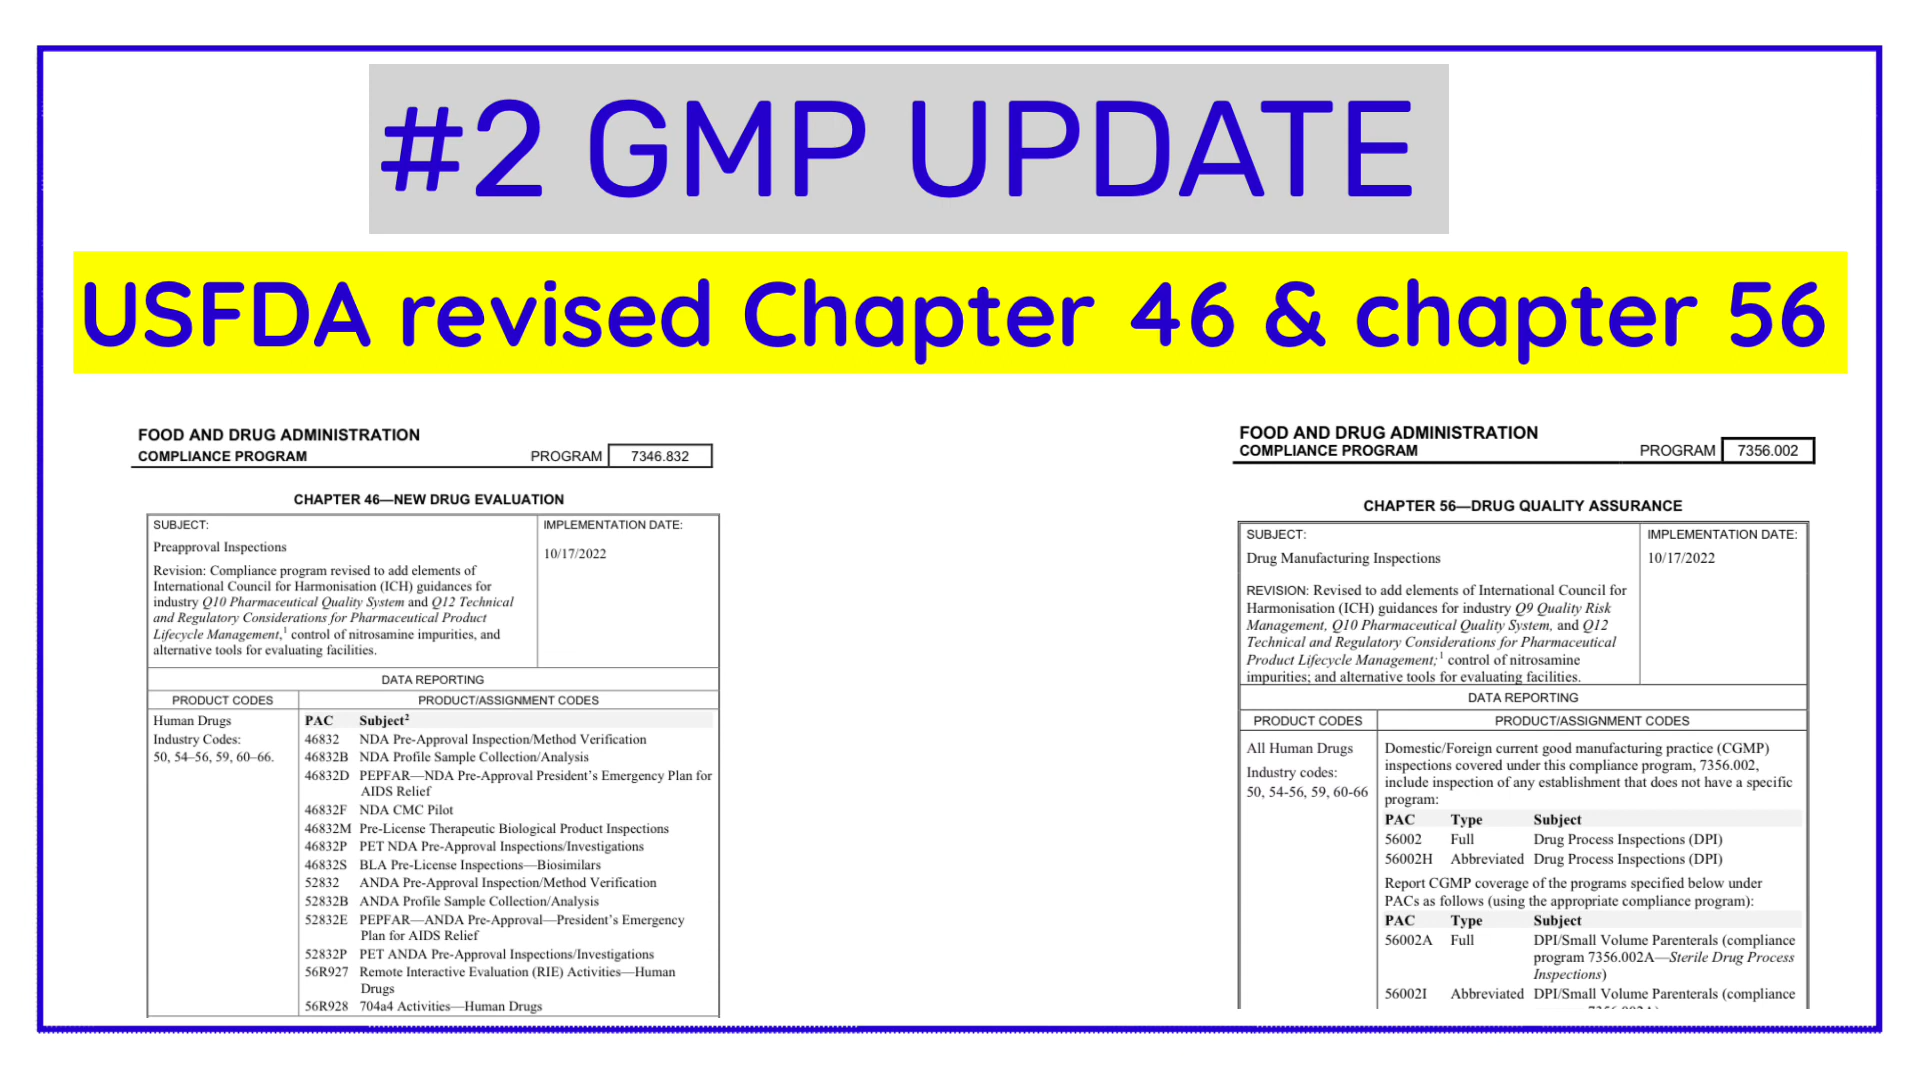 #2 GMP UPDATE
USFDA revised Chapter 46 & chapter 56
FOOD AND DRUG ADMINISTRATION
COMPLIANCE PROGRAM PROGRAM 7346.832
CHAPTER 46—NEW DRUG EVALUATION
SUBJECT: IMPLEMENTATION DATE:
Preapproval Inspections 10/17/2022
Revision: Compliance program revised to add elements of
International Council for Harmonisation (ICH) guidances for
industry Q10 Pharmaceutical Quality System and Q12 Technical
and Regulatory Considerations for Pharmaceutical Product
Lifecycle Management,1 control of nitrosamine impurities, and
alternative tools for evaluating facilities.
DATA REPORTING
PRODUCT CODES PRODUCT/ASSIGNMENT CODES
Human Drugs PAC Subject2
Industry Codes: 46832 NDA Pre-Approval Inspection/Method Verification
50, 54–56, 59, 60–66. 46832B NDA Profile Sample Collection/Analysis
46832D PEPFAR—NDA Pre-Approval President's Emergency Plan for
AIDS Relief
46832F NDA CMC Pilot
46832M Pre-License Therapeutic Biological Product Inspections
46832P PET NDA Pre-Approval Inspections/Investigations
46832S BLA Pre-License Inspections—Biosimilars
52832 ANDA Pre-Approval Inspection/Method Verification
52832B ANDA Profile Sample Collection/Analysis
52832E PEPFAR—ANDA Pre-Approval—President's Emergency
Plan for AIDS Relief
52832P PET ANDA Pre-Approval Inspections/Investigations
56R927 Remote Interactive Evaluation (RIE) Activities—Human
Drugs
56R928 704a4 Activities—Human Drugs
FOOD AND DRUG ADMINISTRATION
COMPLIANCE PROGRAM PROGRAM 7356.002
CHAPTER 56—DRUG QUALITY ASSURANCE
SUBJECT: IMPLEMENTATION DATE:
Drug Manufacturing Inspections 10/17/2022
REVISION: Revised to add elements of International Council for
Harmonisation (ICH) guidances for industry Q9 Quality Risk
Management, Q10 Pharmaceutical Quality System, and Q12
Technical and Regulatory Considerations for Pharmaceutical
Product Lifecycle Management;1 control of nitrosamine
impurities; and alternative tools for evaluating facilities.
DATA REPORTING
PRODUCT CODES PRODUCT/ASSIGNMENT CODES
All Human Drugs
Industry codes:
50, 54-56, 59, 60-66
Domestic/Foreign current good manufacturing practice (CGMP)
inspections covered under this compliance program, 7356.002,
include inspection of any establishment that does not have a specific
program:
PAC Type Subject
56002 Full Drug Process Inspections (DPI)
56002H Abbreviated Drug Process Inspections (DPI)
Report CGMP coverage of the programs specified below under
PACs as follows (using the appropriate compliance program):
PAC Type Subject
56002A Full DPI/Small Volume Parenterals (compliance
program 7356.002A—Sterile Drug Process
Inspections)
56002I Abbreviated DPI/Small Volume Parenterals (compliance